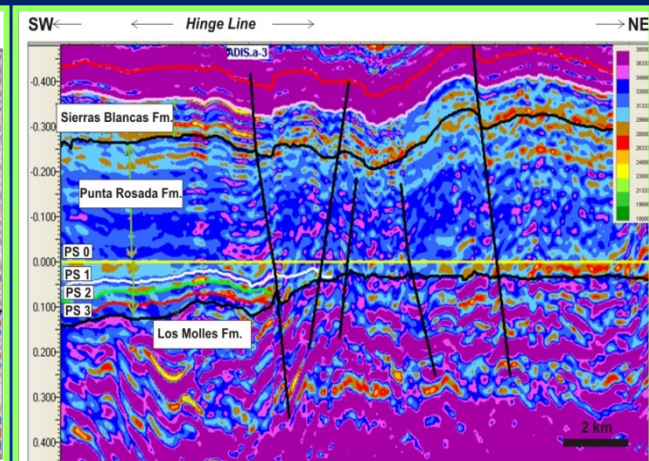 SW Hinge Line NE
ADIS.a-3
-0.400
Sierras Blancas Fm.
-0.300
-0.200
Punta Rosada Fm.
-0.100
PS 0
0.000
PS 1
PS 2
0.100
PS 3
Los Molles Fm.
0.200
0.300
0.400
2 km